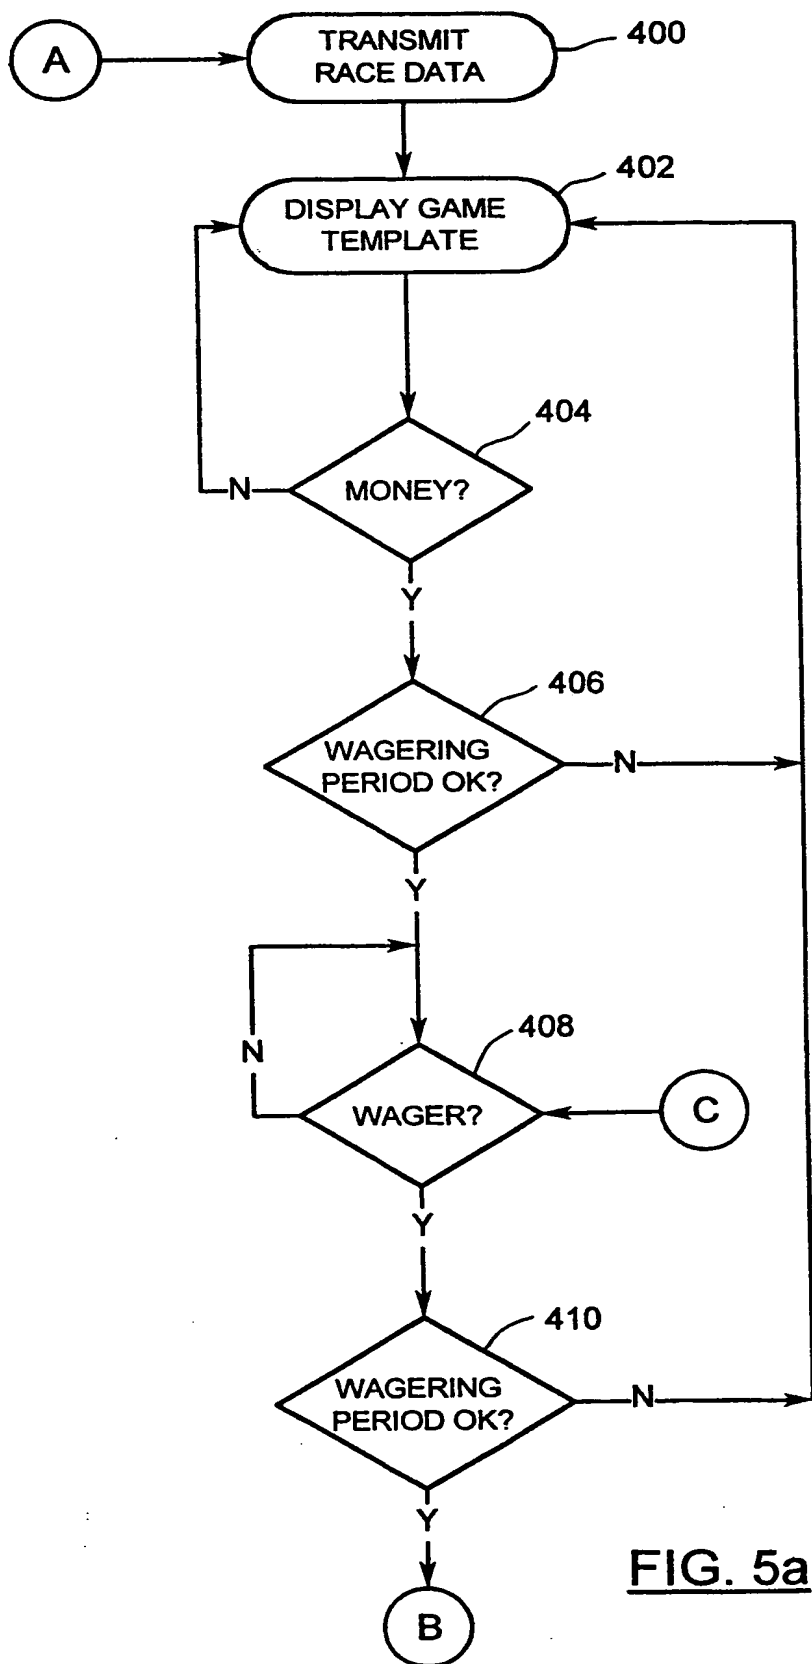 A
TRANSMIT
RACE DATA
400
DISPLAY GAME
TEMPLATE
402
MONEY?
404
N
Y
WAGERING
PERIOD OK?
406
N
Y
WAGER?
408
N
C
Y
WAGERING
PERIOD OK?
410
N
Y
B
FIG. 5a